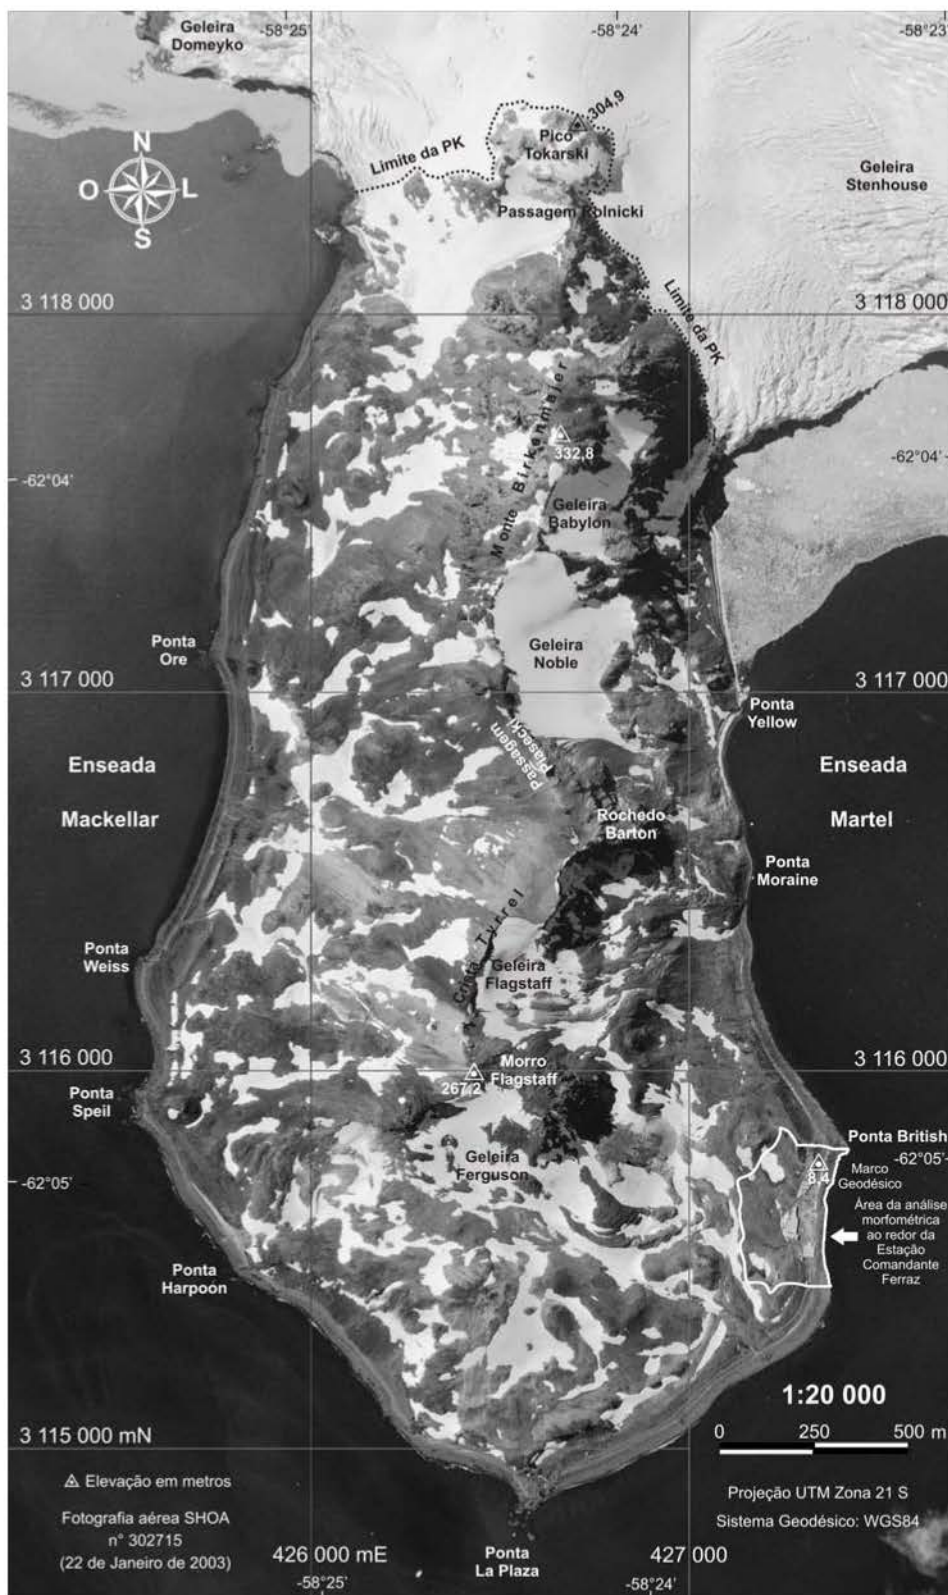 Geleira
Domeyko
-58°25'
-58°24'
-58°23'
304,9
Pico
Tokarski
Limite da PK
Geleira
Stenhouse
N
O
L
S
Passagem Rolnicki
3 118 000
3 118 000
Limite da PK
Monte Birkenmajer
332,8
-62°04'
-62°04'
Geleira
Babylon
Ponta
Ore
Geleira
Noble
3 117 000
3 117 000
Ponta
Yellow
Passagem
Piasecki
Enseada
Mackellar
Enseada
Martel
Rochedo
Barton
Ponta
Moraine
Crista Tyrrel
Ponta
Weiss
Geleira
Flagstaff
3 116 000
3 116 000
Morro
Flagstaff
267,2
Ponta
Speil
Ponta British
-62°05'
-62°05'
Geleira
Ferguson
8,4
Marco
Geodésico
Área da análise
morfométrica
ao redor da
Estação
Comandante
Ferraz
Ponta
Harpoon
1:20 000
0 250 500 m
3 115 000 mN
Elevação em metros
Fotografia aérea SHOA
n° 302715
(22 de Janeiro de 2003)
Projeção UTM Zona 21 S
Sistema Geodésico: WGS84
426 000 mE
427 000
Ponta
La Plaza
-58°25'
-58°24'